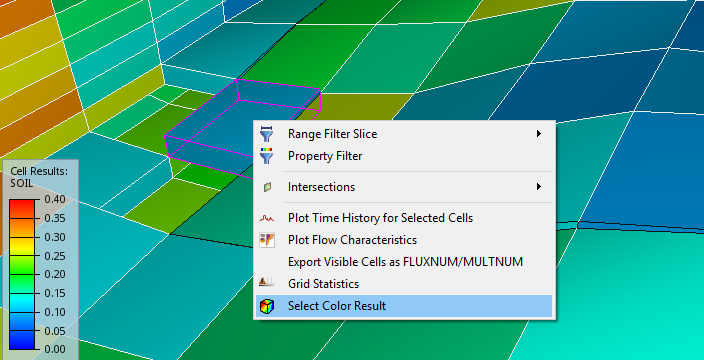 Range Filter Slice
Property Filter
Intersections
Plot Time History for Selected Cells
Plot Flow Characteristics
Export Visible Cells as FLUXNUM/MULTNUM
Grid Statistics
Select Color Result
Cell Results:
SOIL
0.40
0.35
0.30
0.25
0.20
0.15
0.10
0.05
0.00